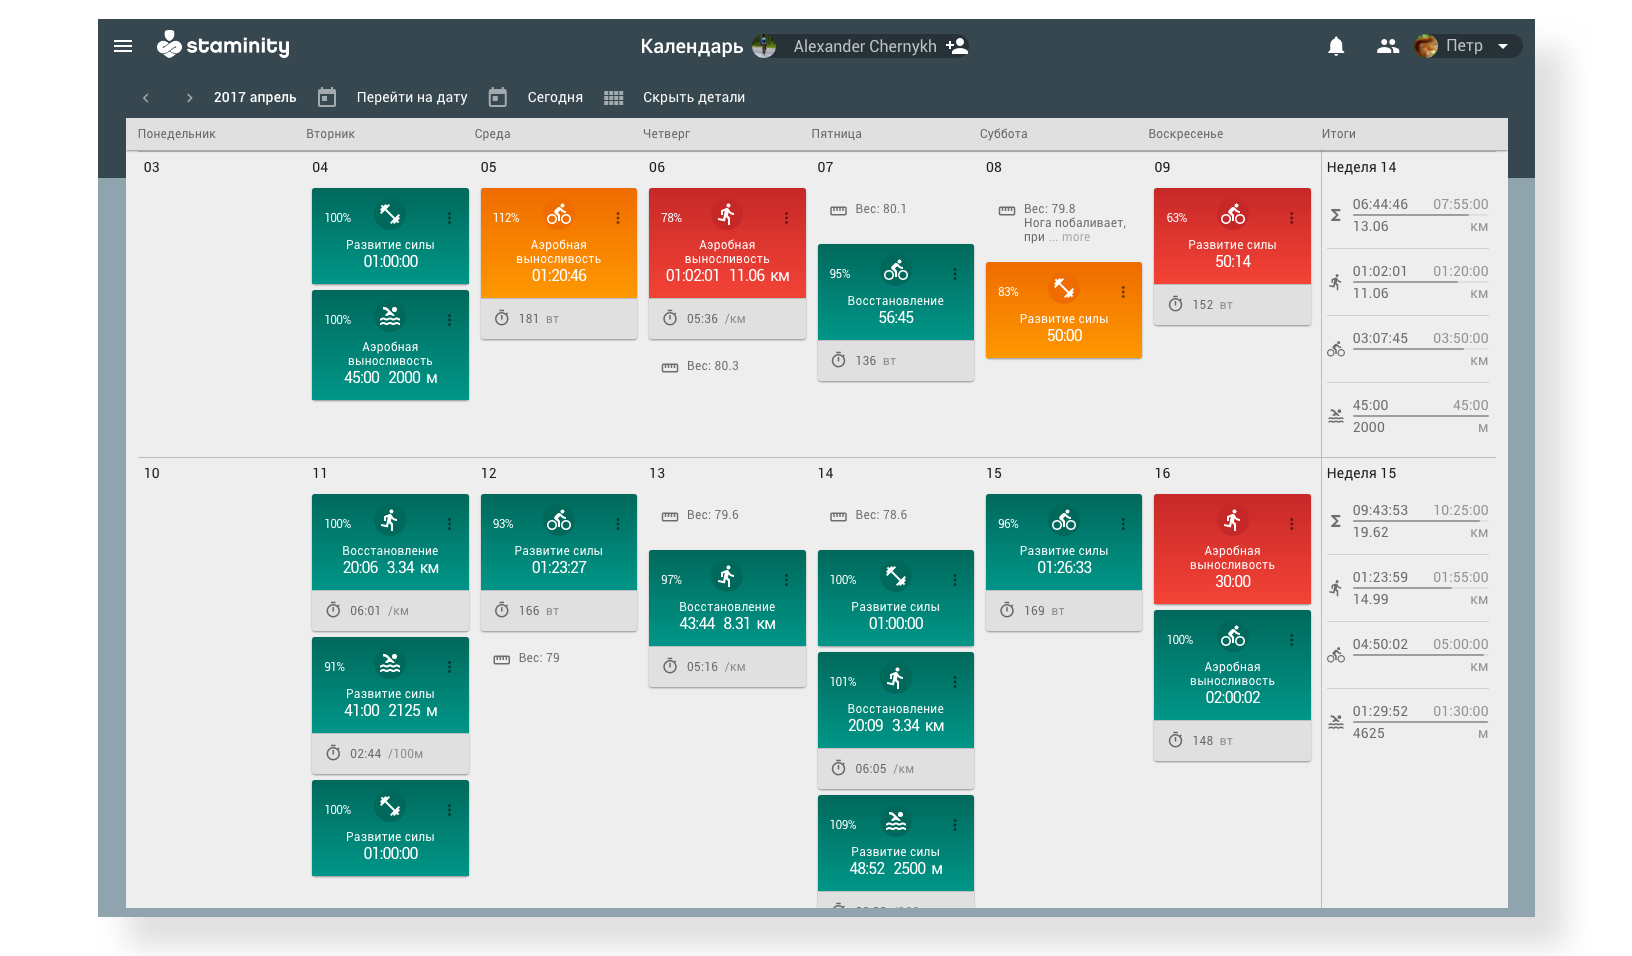 staminity
Календарь Alexander Chernykh
Петр
2017 апрель Перейти на дату Сегодня Скрыть детали
Понедельник Вторник Среда Четверг Пятница Суббота Воскресенье Итоги
03
04
100%
Развитие силы
01:00:00
100%
Аэробная
выносливость
45:00 2000 м
05
112%
Аэробная
выносливость
01:20:46
181 вт
06
78%
Аэробная
выносливость
01:02:01 11.06 км
05:36 /км
Вес: 80.3
07
Вес: 80.1
95%
Восстановление
56:45
136 вт
08
Вес: 79.8
Нога побаливает,
при ... more
83%
Развитие силы
50:00
09
63%
Развитие силы
50:14
152 вт
Неделя 14
Σ 06:44:46 07:55:00
13.06 км
01:02:01 01:20:00
11.06 км
03:07:45 03:50:00
км
45:00 45:00
2000 м
10
11
100%
Восстановление
20:06 3.34 км
06:01 /км
91%
Развитие силы
41:00 2125 м
02:44 /100м
100%
Развитие силы
01:00:00
12
93%
Развитие силы
01:23:27
166 вт
Вес: 79
13
Вес: 79.6
97%
Восстановление
43:44 8.31 км
05:16 /км
14
Вес: 78.6
100%
Развитие силы
01:00:00
101%
Восстановление
20:09 3.34 км
06:05 /км
109%
Развитие силы
48:52 2500 м
15
96%
Развитие силы
01:26:33
169 вт
16
Аэробная
выносливость
30:00
100%
Аэробная
выносливость
02:00:02
148 вт
Неделя 15
Σ 09:43:53 10:25:00
19.62 км
01:23:59 01:55:00
14.99 км
04:50:02 05:00:00
км
01:29:52 01:30:00
4625 м